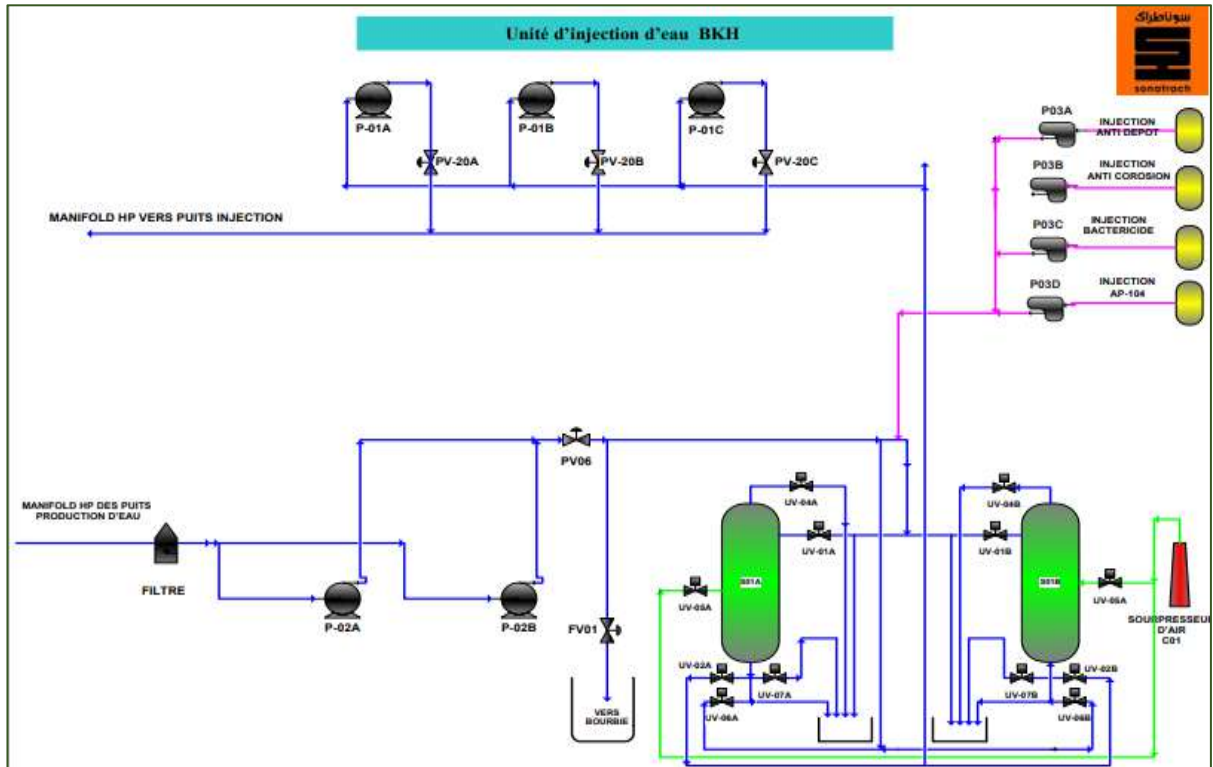 Unité d'injection d'eau BKH
سوناطراك
sonatrach
P-01A
P-01B
P-01C
PV-20A
PV-20B
PV-20C
MANIFOLD HP VERS PUITS INJECTION
P03A
INJECTION
ANTI DEPOT
P03B
INJECTION
ANTI COROSION
P03C
INJECTION
BACTERICIDE
P03D
INJECTION
AP-104
PV06
MANIFOLD HP DES PUITS
PRODUCTION D'EAU
FILTRE
P-02A
P-02B
FV01
VERS
BOURBIE
UV-04A
UV-04B
UV-01A
UV-01B
S01A
S01B
UV-05A
UV-05A
SOURPRESSEUR
D'AIR
C01
UV-02A
UV-02B
UV-07A
UV-07B
UV-06A
UV-06B